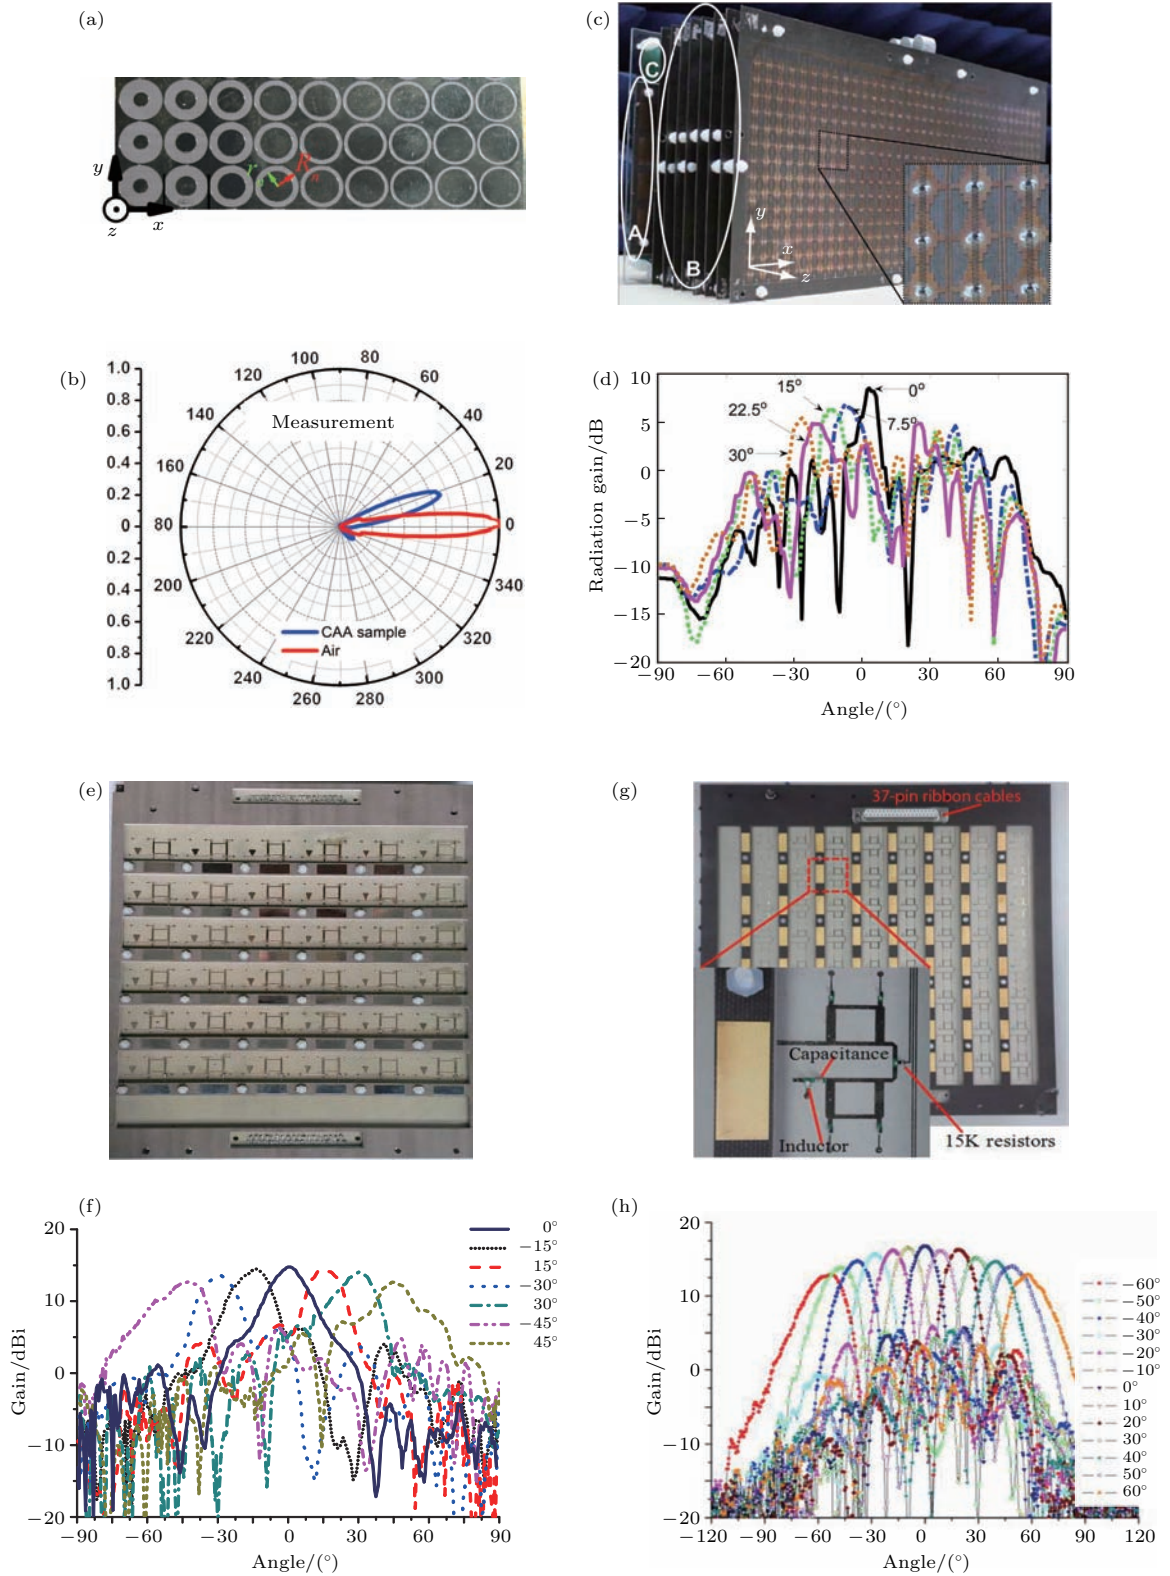 (a)
r
R
n
y
z
x
(c)
C
A
B
y
x
z
(b)
1.0
0.8
0.6
0.4
0.2
0
0.2
0.4
0.6
0.8
1.0
100
80
120
60
140
40
160
20
80
0
200
340
220
320
240
300
260
280
Measurement
CAA sample
Air
(d)
Radiation gain/dB
10
5
0
−5
−10
−15
−20
−90
−60
−30
0
30
60
90
Angle/(°)
15°
0°
22.5°
7.5°
30°
(e)
(g)
37-pin ribbon cables
Capacitance
Inductor
15K resistors
(f)
Gain/dBi
20
10
0
−10
−20
−90
−60
−30
0
30
60
90
Angle/(°)
0°
−15°
15°
−30°
30°
−45°
45°
(h)
Gain/dBi
20
10
0
−10
−20
−120
−90
−60
−30
0
30
60
90
120
Angle/(°)
−60°
−50°
−40°
−30°
−20°
−10°
0°
10°
20°
30°
40°
50°
60°